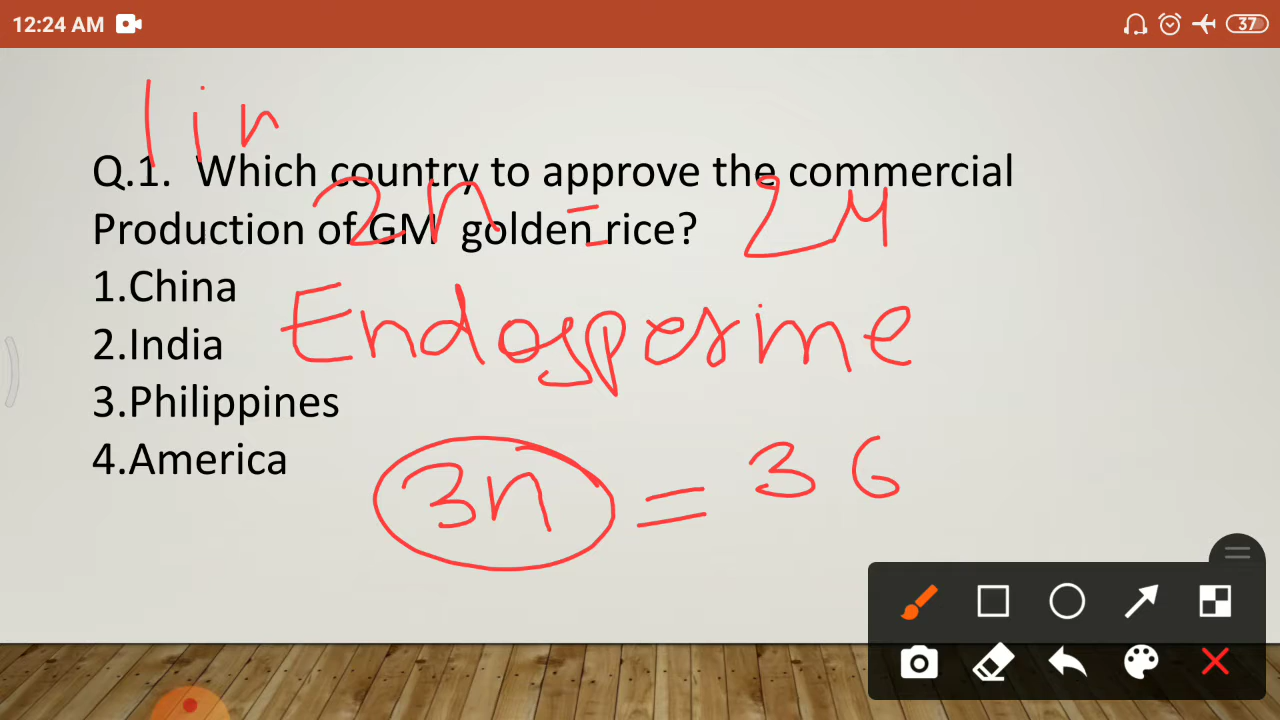 12:24 AM
37
lin
Q.1. Which country to approve the commercial
Production of GM golden rice?
2n = 24
1.China
Endosperme
2.India
3.Philippines
4.America
3n = 36